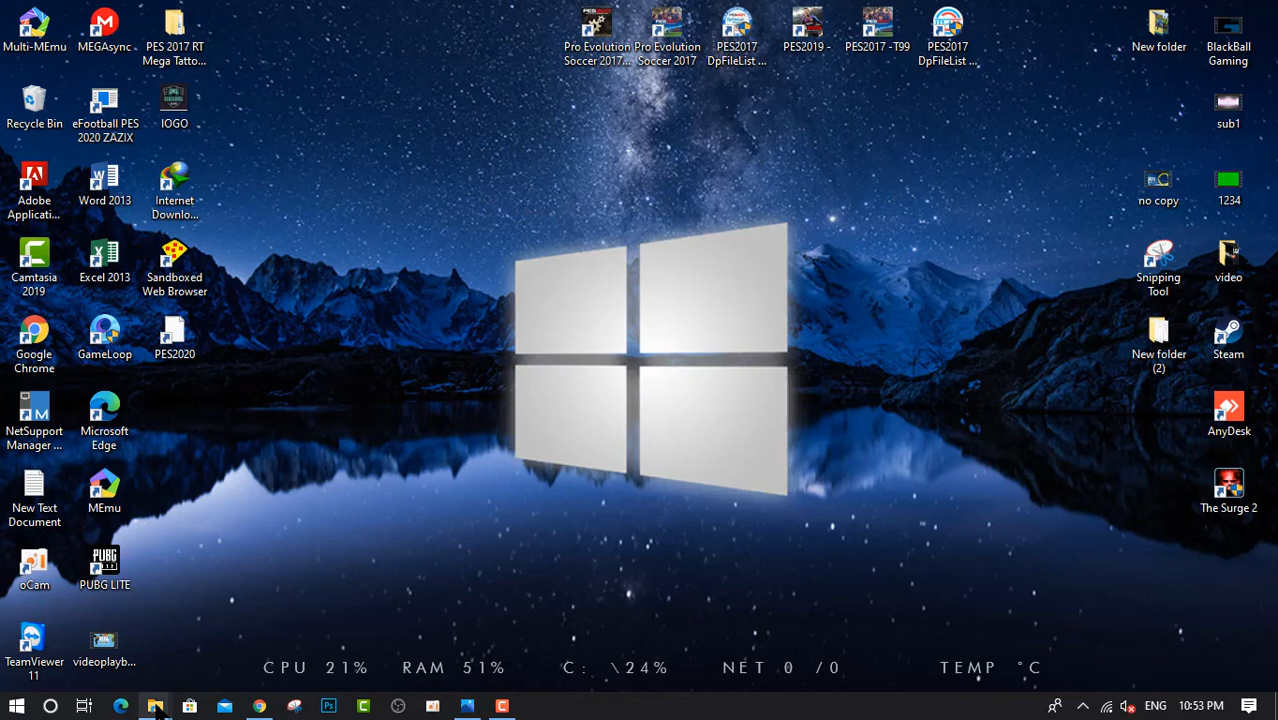 Multi-MEmu
MEGAsync
PES 2017 RT
Mega Tatto...
Pro Evolution
Soccer 2017...
Pro Evolution
Soccer 2017
PES2017
DpFileList ...
PES2019 -
PES2017 -T99
PES2017
DpFileList ...
New folder
BlackBall
Gaming
Recycle Bin
eFootball PES
2020 ZAZIX
IOGO
sub1
Adobe
Applicati...
Word 2013
Internet
Downlo...
no copy
1234
Camtasia
2019
Excel 2013
Sandboxed
Web Browser
Snipping
Tool
video
Google
Chrome
GameLoop
PES2020
New folder
(2)
Steam
NetSupport
Manager ...
Microsoft
Edge
AnyDesk
New Text
Document
MEmu
The Surge 2
oCam
PUBG LITE
TeamViewer
11
videoplayb...
CPU 21% RAM 51% C: \24% NET 0 /0 TEMP °C
ENG 10:53 PM